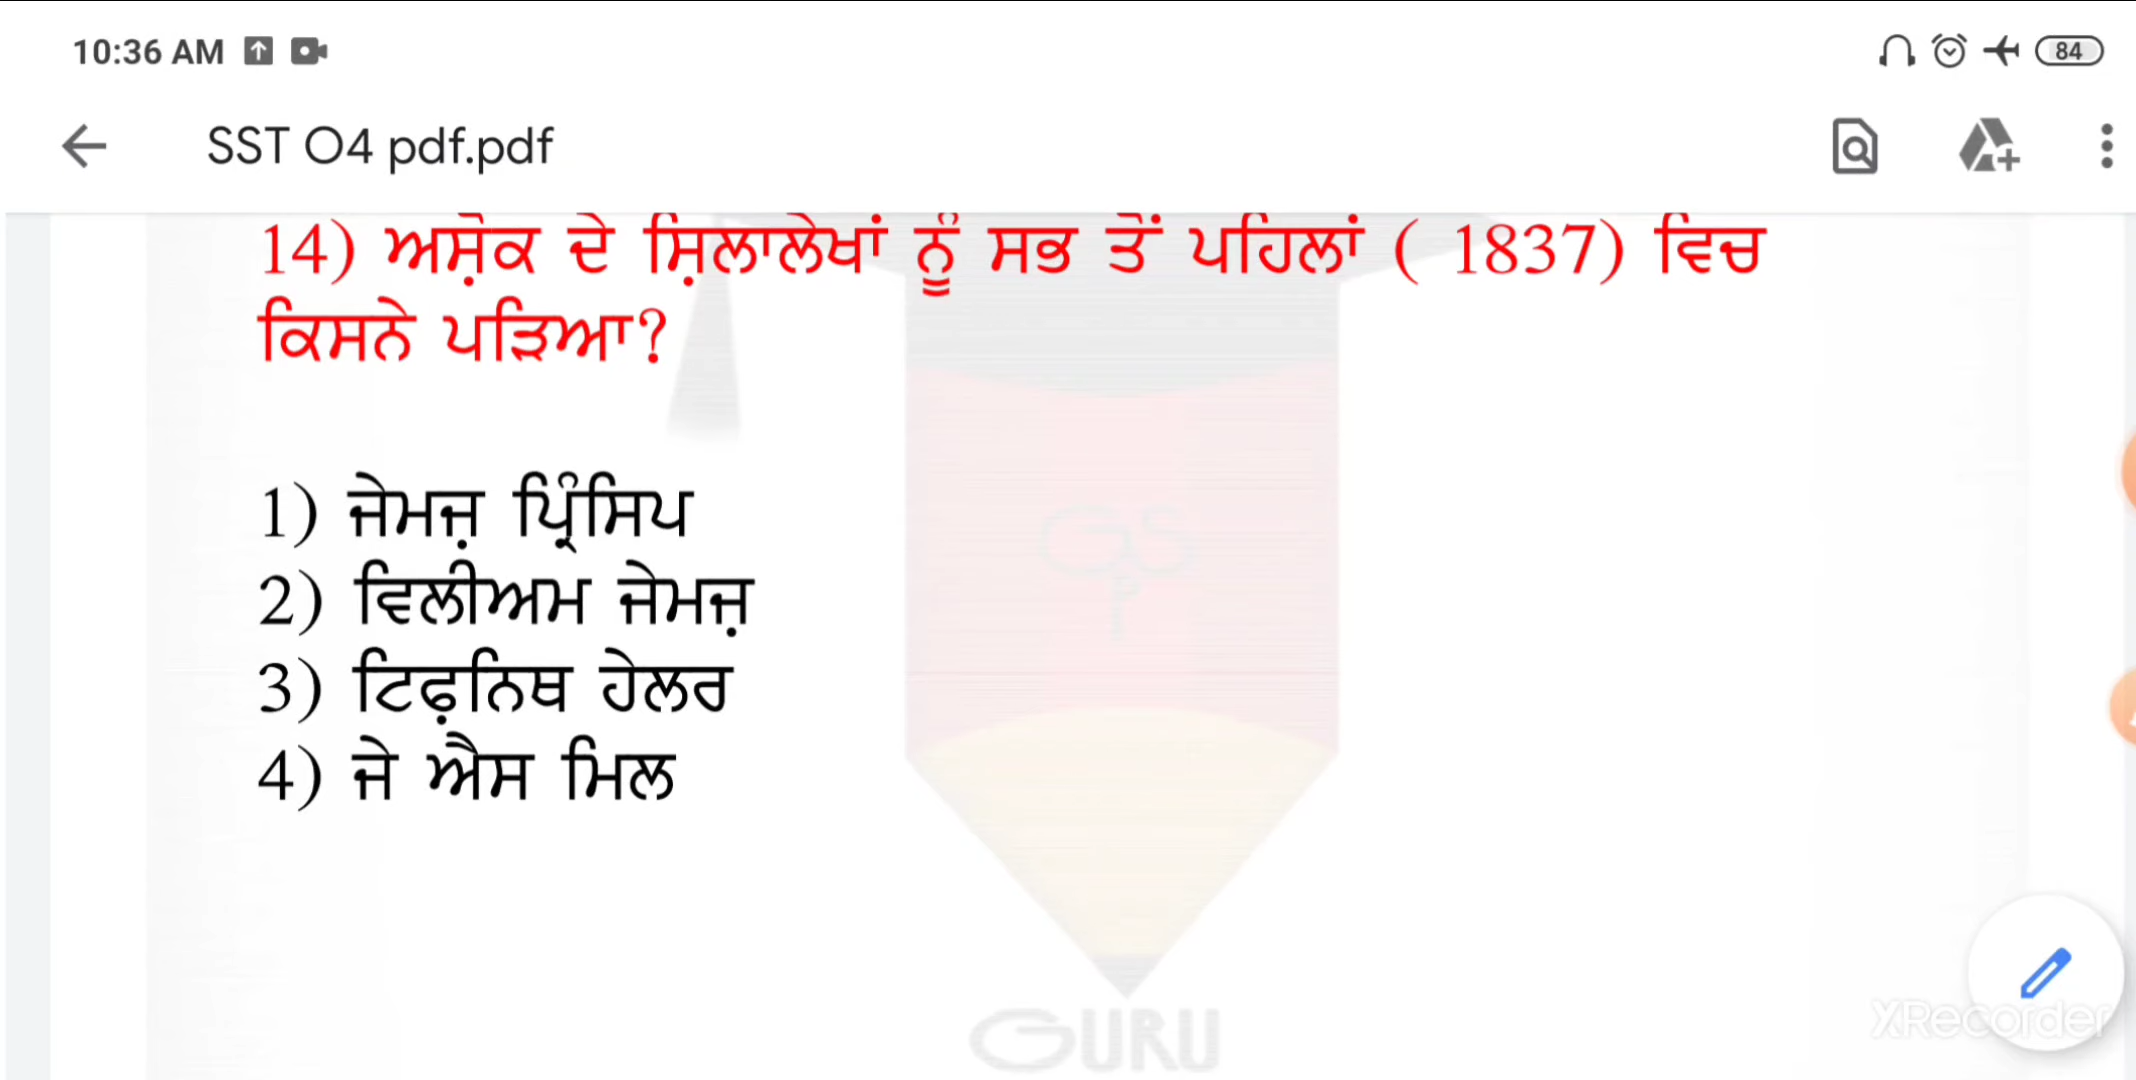 10:36 AM
84
SST O4 pdf.pdf
14) ਅਸ਼ੋਕ ਦੇ ਸ਼ਿਲਾਲੇਖਾਂ ਨੂੰ ਸਭ ਤੋਂ ਪਹਿਲਾਂ ( 1837) ਵਿਚ
ਕਿਸਨੇ ਪੜਿਆ?
1) ਜੇਮਜ਼ ਪ੍ਰਿੰਸਿਪ
2) ਵਿਲੀਅਮ ਜੇਮਜ਼
3) ਟਿਫ਼ਨਿਥ ਹੇਲਰ
4) ਜੇ ਐਸ ਮਿਲ
GURU
XRecorder